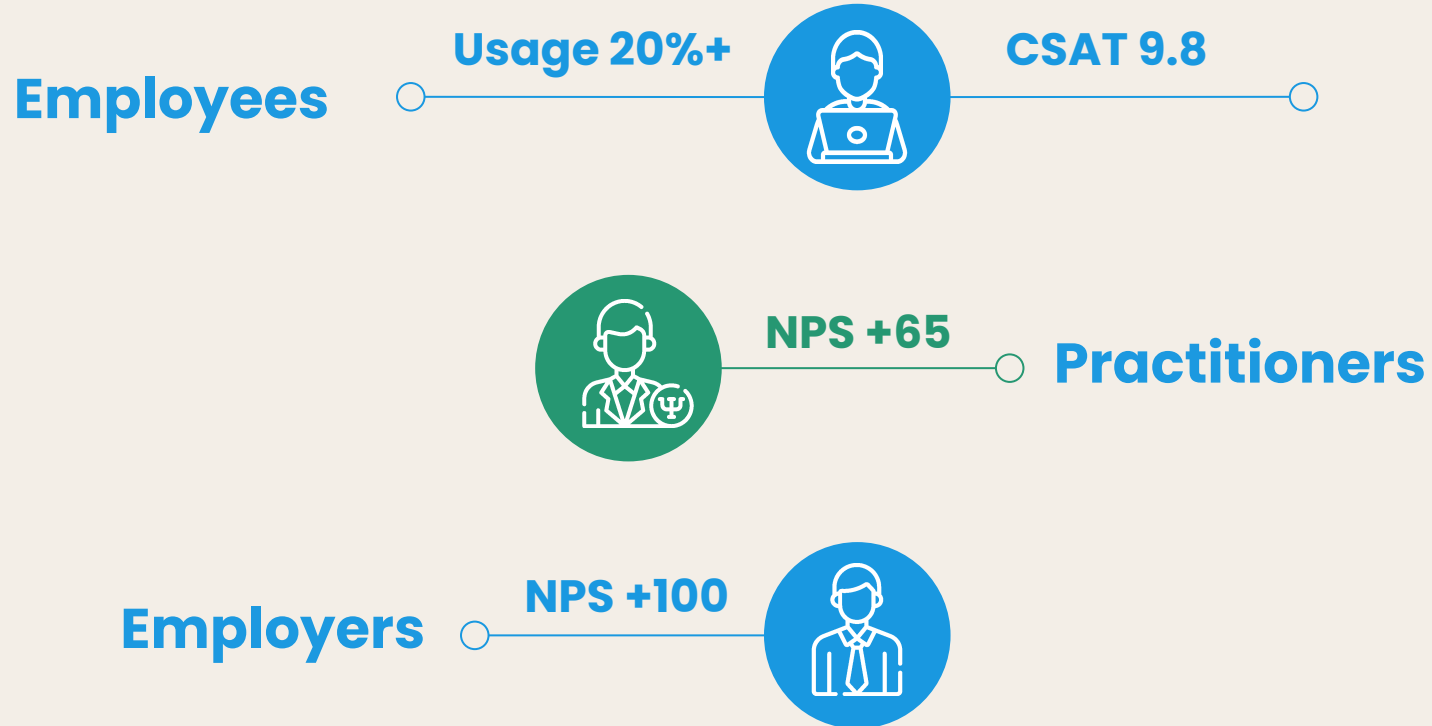 Usage 20%+
CSAT 9.8
Employees
NPS +65
Practitioners
NPS +100
Employers
Ψ